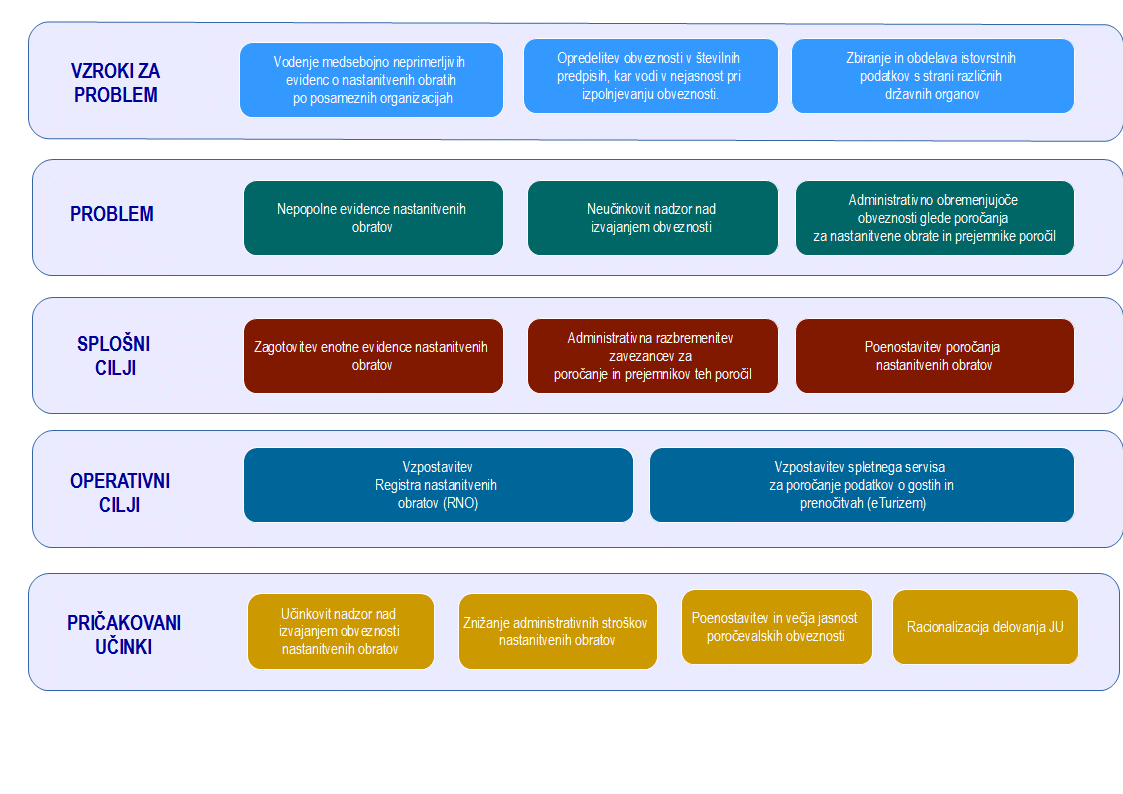 VZROKI ZA
PROBLEM
Vodenje medsebojno neprimerljivih
evidenc o nastanitvenih obratih
po posameznih organizacijah
Opredelitev obveznosti v številnih
predpisih, kar vodi v nejasnost pri
izpolnjevanju obveznosti.
Zbiranje in obdelava istovrstnih
podatkov s strani različnih
državnih organov
PROBLEM
Nepopolne evidence nastanitvenih
obratov
Neučinkovit nadzor nad
izvajanjem obveznosti
Administrativno obremenjujoče
obveznosti glede poročanja
za nastanitvene obrate in prejemnike poročil
SPLOŠNI
CILJI
Zagotovitev enotne evidence nastanitvenih
obratov
Administrativna razbremenitev
zavezancev za
poročanje in prejemnikov teh poročil
Poenostavitev poročanja
nastanitvenih obratov
OPERATIVNI
CILJI
Vzpostavitev
Registra nastanitvenih
obratov (RNO)
Vzpostavitev spletnega servisa
za poročanje podatkov o gostih in
prenočitvah (eTurizem)
PRIČAKOVANI
UČINKI
Učinkovit nadzor nad
izvajanjem obveznosti
nastanitvenih obratov
Znižanje administrativnih stroškov
nastanitvenih obratov
Poenostavitev in večja jasnost
poročevalskih obveznosti
Racionalizacija delovanja JU